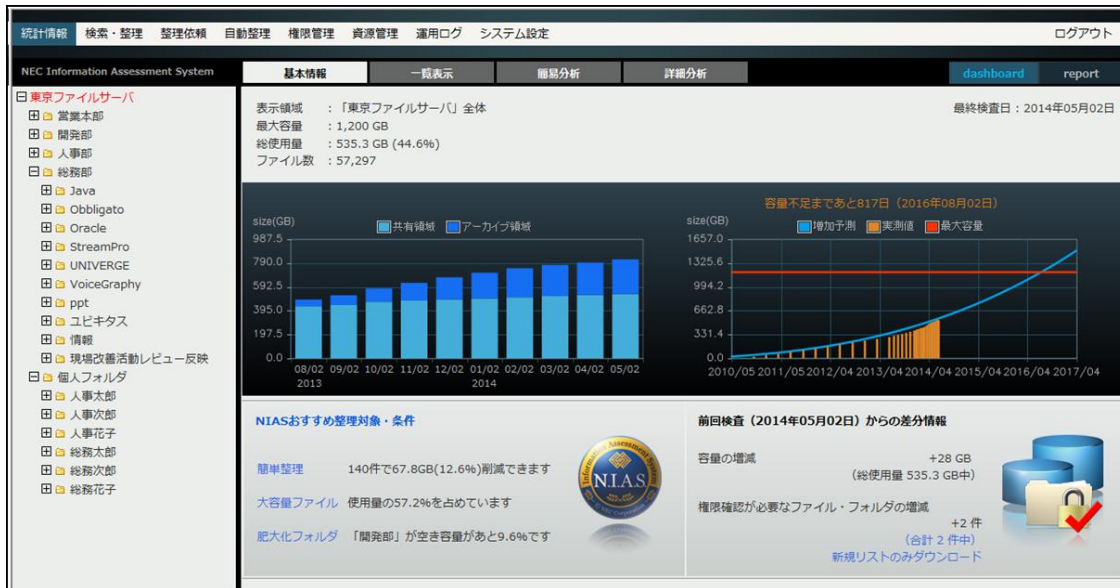 統計情報 検索・整理 整理依頼 自動整理 権限管理 資源管理 運用ログ システム設定 ログアウト
NEC Information Assessment System 基本情報 一覧表示 簡易分析 詳細分析 dashboard report
東京ファイルサーバ
営業本部
開発部
人事部
総務部
Java
Obbligato
Oracle
StreamPro
UNIVERGE
VoiceGraphy
ppt
ユビキタス
情報
現場改善活動レビュー反映
個人フォルダ
人事太郎
人事次郎
人事花子
総務太郎
総務次郎
総務花子
表示領域 : 「東京ファイルサーバ」全体 最終検査日:2014年05月02日
最大容量 : 1,200 GB
総使用量 : 535.3 GB (44.6%)
ファイル数 : 57,297
size(GB) 共有領域 アーカイブ領域
987.5
790.0
592.5
395.0
197.5
0.0
08/02 09/02 10/02 11/02 12/02 01/02 02/02 03/02 04/02 05/02
2013 2014
容量不足まであと817日(2016年08月02日)
size(GB) 増加予測 実測値 最大容量
1657.0
1325.6
994.2
662.8
331.4
0.0
2010/05 2011/05 2012/04 2013/04 2014/04 2015/04 2016/04 2017/04
NIASおすすめ整理対象・条件
簡単整理 140件で67.8GB(12.6%)削減できます
大容量ファイル 使用量の57.2%を占めています
肥大化フォルダ 「開発部」が空き容量があと9.6%です
Information Assessment System
N.I.A.S.
© NEC Corporation
前回検査(2014年05月02日)からの差分情報
容量の増減 +28 GB
(総使用量 535.3 GB中)
権限確認が必要なファイル・フォルダの増減
+2 件
(合計 2 件中)
新規リストのみダウンロード